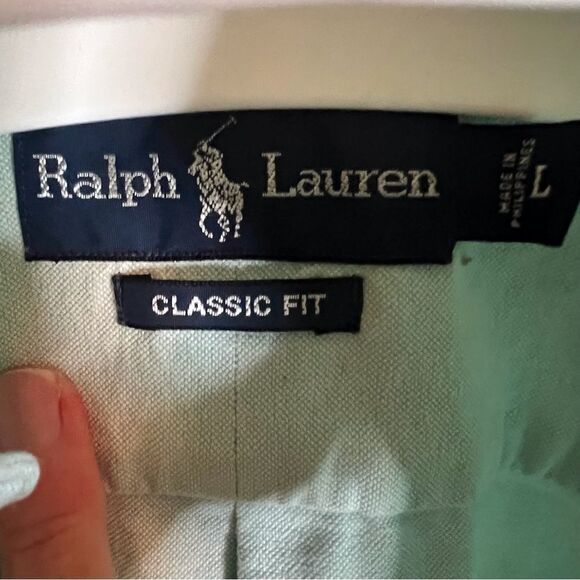 Ralph Lauren
MADE IN
PHILIPPINES
L
CLASSIC FIT